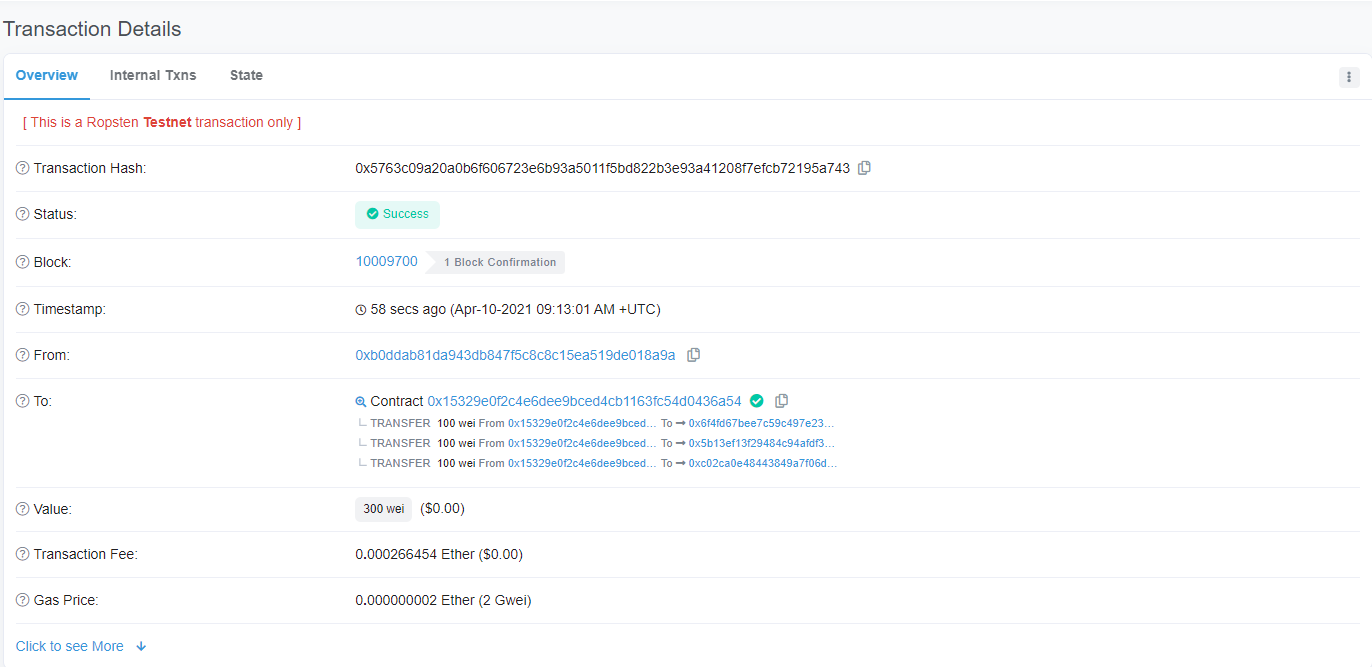 Transaction Details
Overview Internal Txns State
[ This is a Ropsten Testnet transaction only ]
Transaction Hash: 0x5763c09a20a0b6f606723e6b93a5011f5bd822b3e93a41208f7efcb72195a743
Status: Success
Block: 10009700 1 Block Confirmation
Timestamp: 58 secs ago (Apr-10-2021 09:13:01 AM +UTC)
From: 0xb0ddab81da943db847f5c8c8c15ea519de018a9a
To: Contract 0x15329e0f2c4e6dee9bced4cb1163fc54d0436a54
TRANSFER 100 wei From 0x15329e0f2c4e6dee9bced... To → 0x6f4fd67bee7c59c497e23...
TRANSFER 100 wei From 0x15329e0f2c4e6dee9bced... To → 0x5b13ef13f29484c94afdf3...
TRANSFER 100 wei From 0x15329e0f2c4e6dee9bced... To → 0xc02ca0e48443849a7f06d...
Value: 300 wei ($0.00)
Transaction Fee: 0.000266454 Ether ($0.00)
Gas Price: 0.000000002 Ether (2 Gwei)
Click to see More ↓